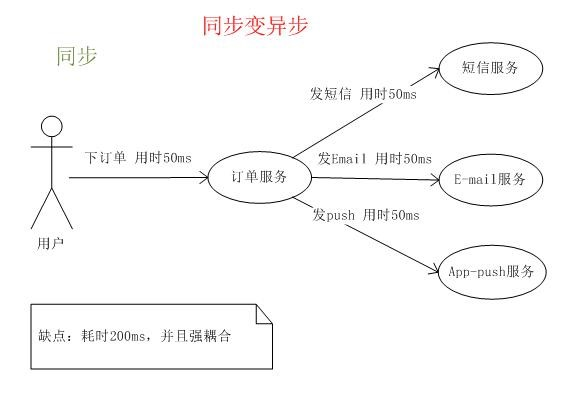 同步变异步
同步
短信服务
发短信 用时50ms
下订单 用时50ms
发Email 用时50ms
订单服务
E-mail服务
发push 用时50ms
用户
App-push服务
缺点：耗时200ms，并且强耦合